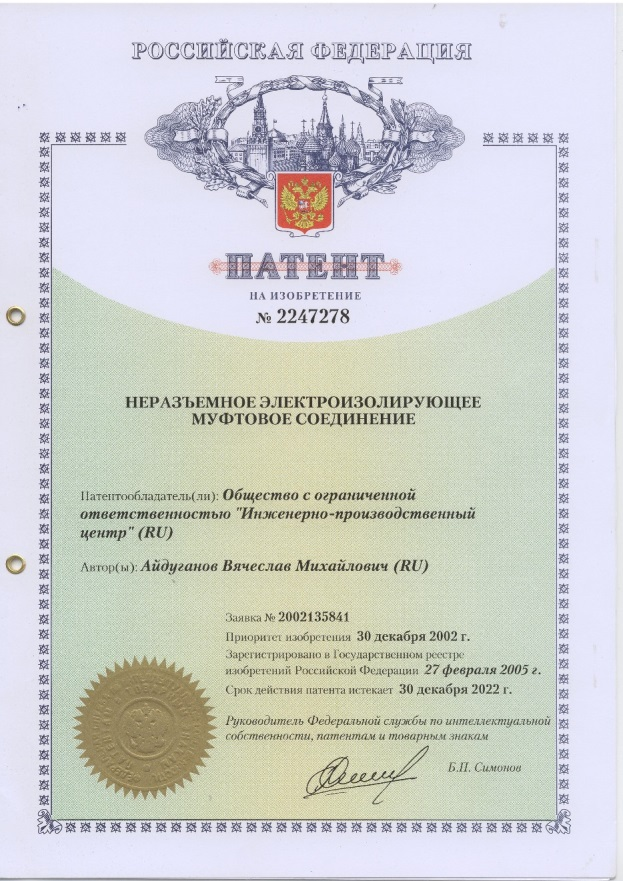 РОССИЙСКАЯ ФЕДЕРАЦИЯ
ПАТЕНТ
НА ИЗОБРЕТЕНИЕ
№ 2247278
НЕРАЗЪЕМНОЕ ЭЛЕКТРОИЗОЛИРУЮЩЕЕ
МУФТОВОЕ СОЕДИНЕНИЕ
Патентообладатель(ли): Общество с ограниченной
ответственностью "Инженерно-производственный
центр" (RU)
Автор(ы): Айдуганов Вячеслав Михайлович (RU)
Заявка № 2002135841
Приоритет изобретения 30 декабря 2002 г.
Зарегистрировано в Государственном реестре
изобретений Российской Федерации 27 февраля 2005 г.
Срок действия патента истекает 30 декабря 2022 г.
Руководитель Федеральной службы по интеллектуальной
собственности, патентам и товарным знакам
Б.П. Симонов